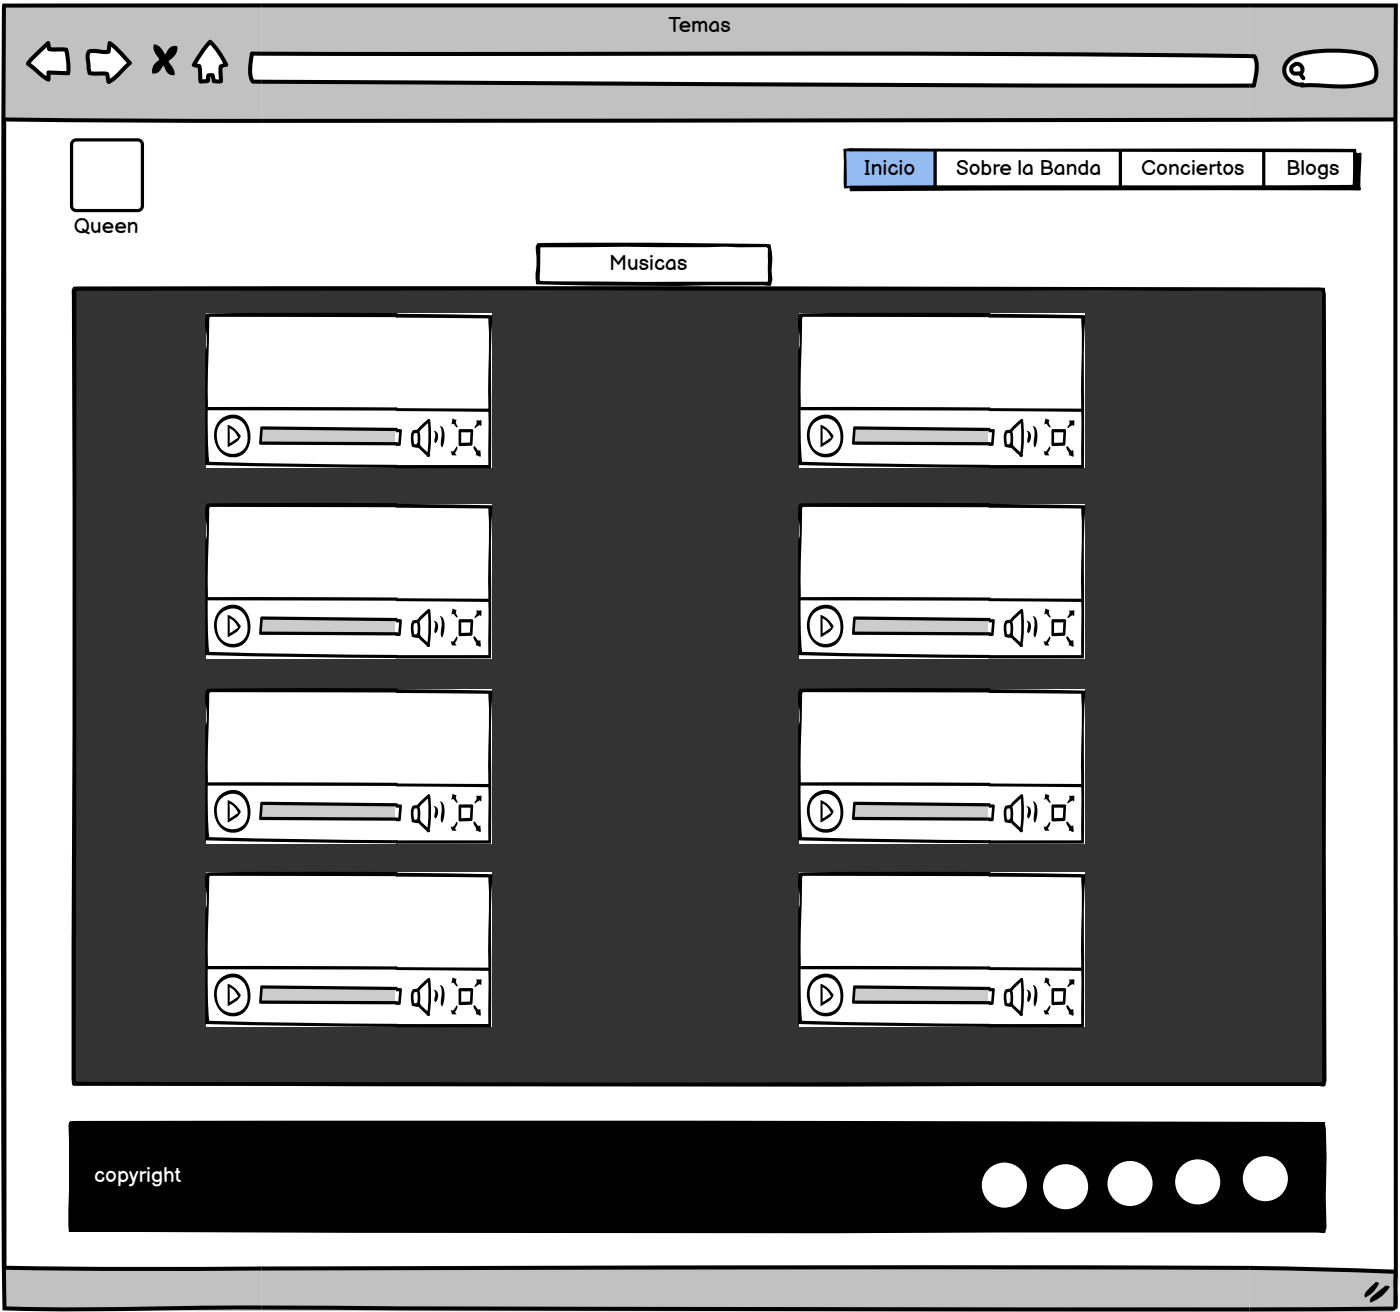 Temas
Inicio Sobre la Banda Conciertos Blogs
Queen
Musicas
copyright